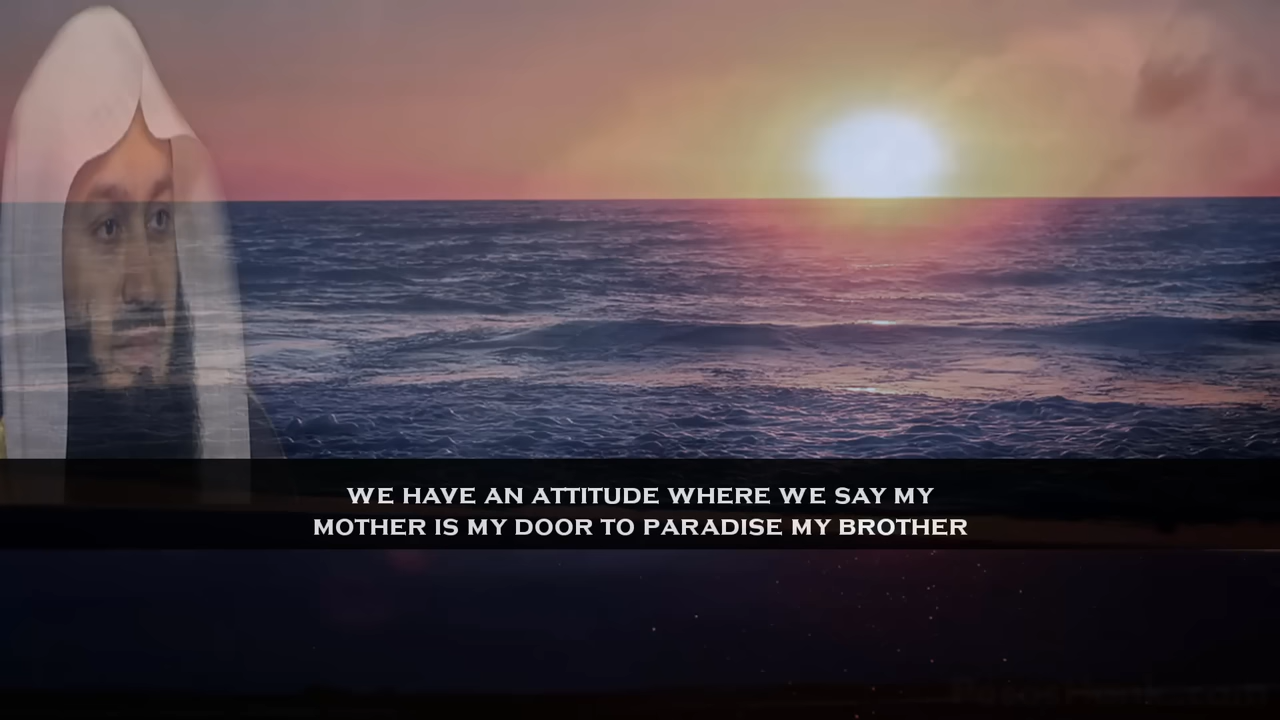 WE HAVE AN ATTITUDE WHERE WE SAY MY
MOTHER IS MY DOOR TO PARADISE MY BROTHER